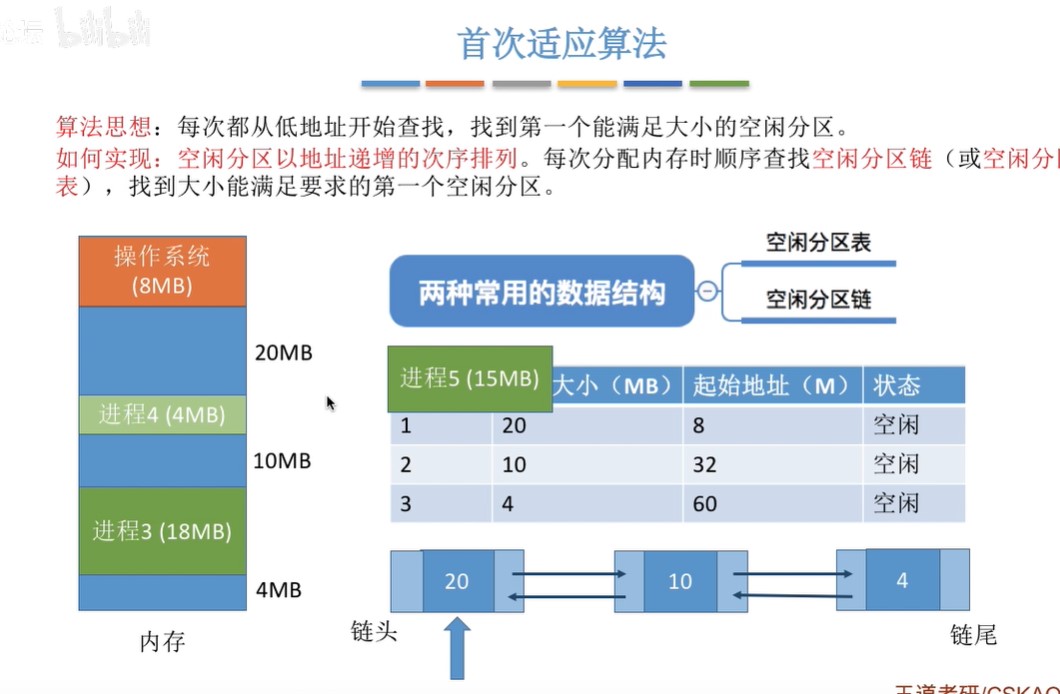 bilibili
首次适应算法
算法思想：每次都从低地址开始查找，找到第一个能满足大小的空闲分区。
如何实现：空闲分区以地址递增的次序排列。每次分配内存时顺序查找空闲分区链（或空闲分
表），找到大小能满足要求的第一个空闲分区。
操作系统
(8MB)
20MB
进程4 (4MB)
10MB
进程3 (18MB)
4MB
内存
两种常用的数据结构
空闲分区表
空闲分区链
进程5 (15MB)
大小（MB） 起始地址（M） 状态
1 20 8 空闲
2 10 32 空闲
3 4 60 空闲
20 10 4
链头
链尾
王道考研/CSKAO